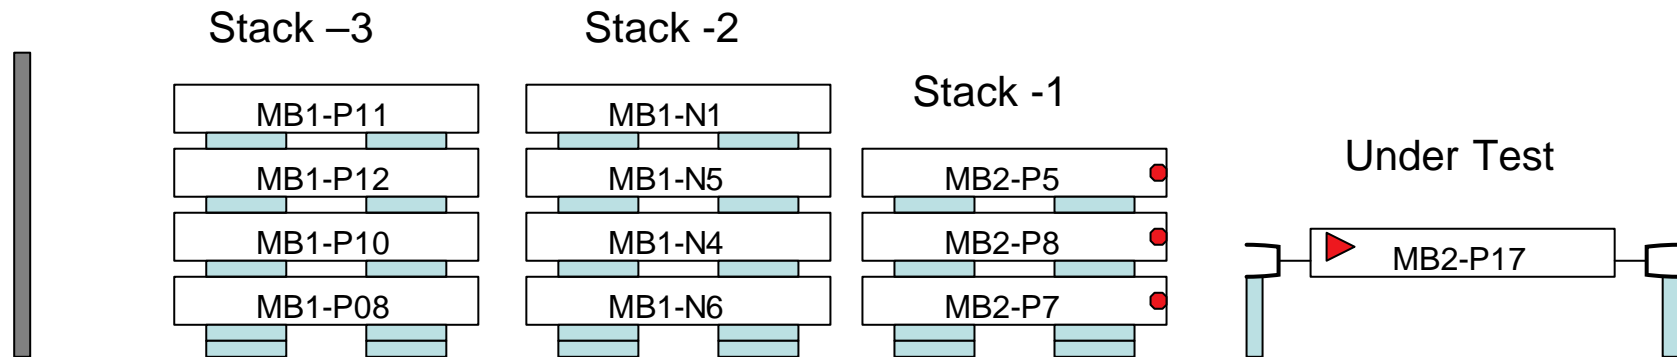 Stack –3
MB1-P11
MB1-P12
MB1-P10
MB1-P08
Stack -2
MB1-N1
MB1-N5
MB1-N4
MB1-N6
Stack -1
MB2-P5
MB2-P8
MB2-P7
Under Test
MB2-P17